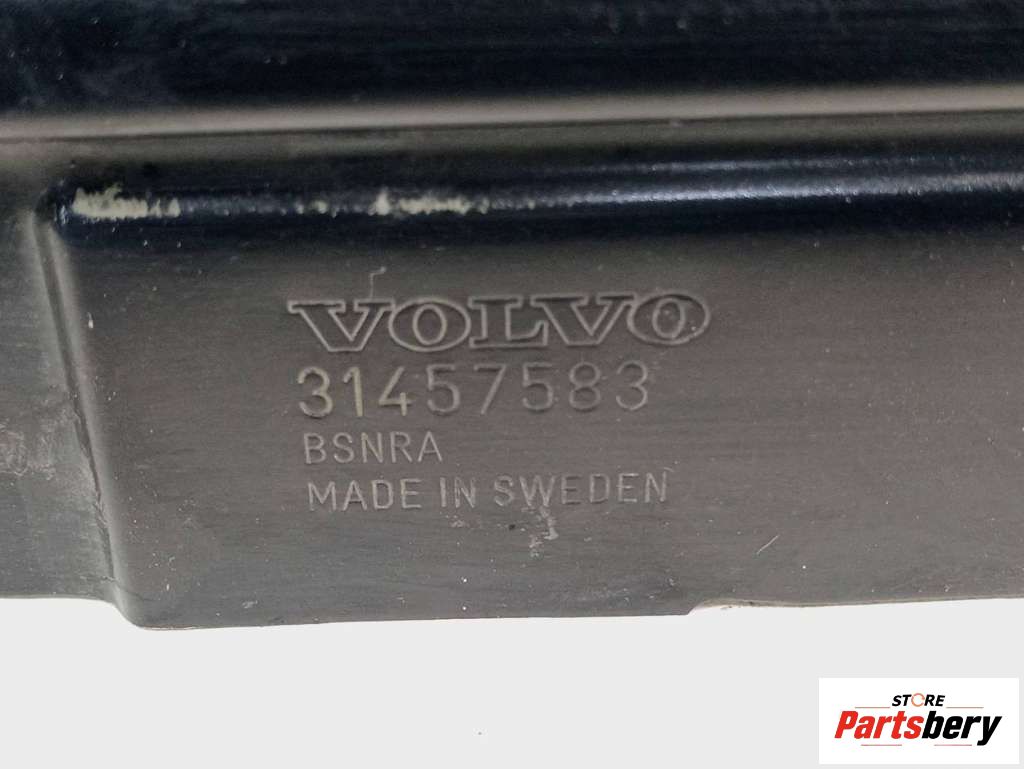 VOLVO
31457583
BSNRA
MADE IN SWEDEN
STORE
Partsbery